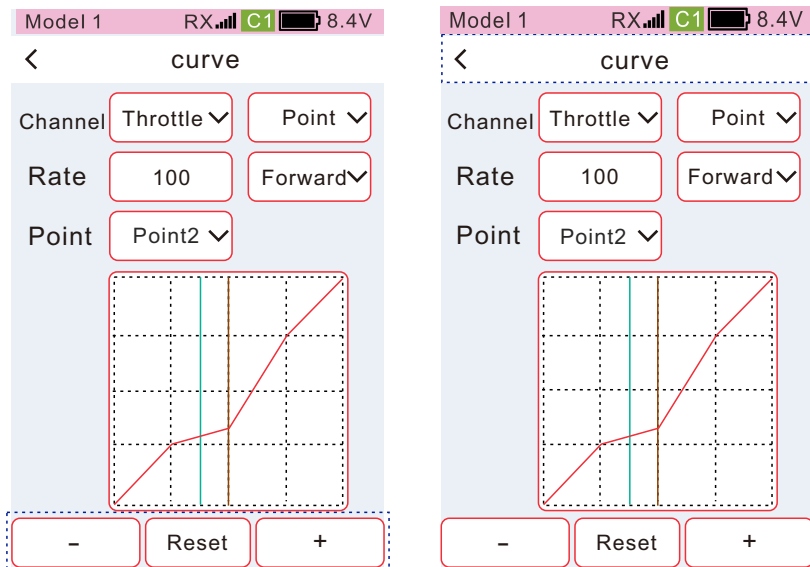 Model 1 RX C1 8.4V
curve
Channel Throttle Point
Rate 100 Forward
Point Point2
- Reset +
Model 1 RX C1 8.4V
curve
Channel Throttle Point
Rate 100 Forward
Point Point2
- Reset +